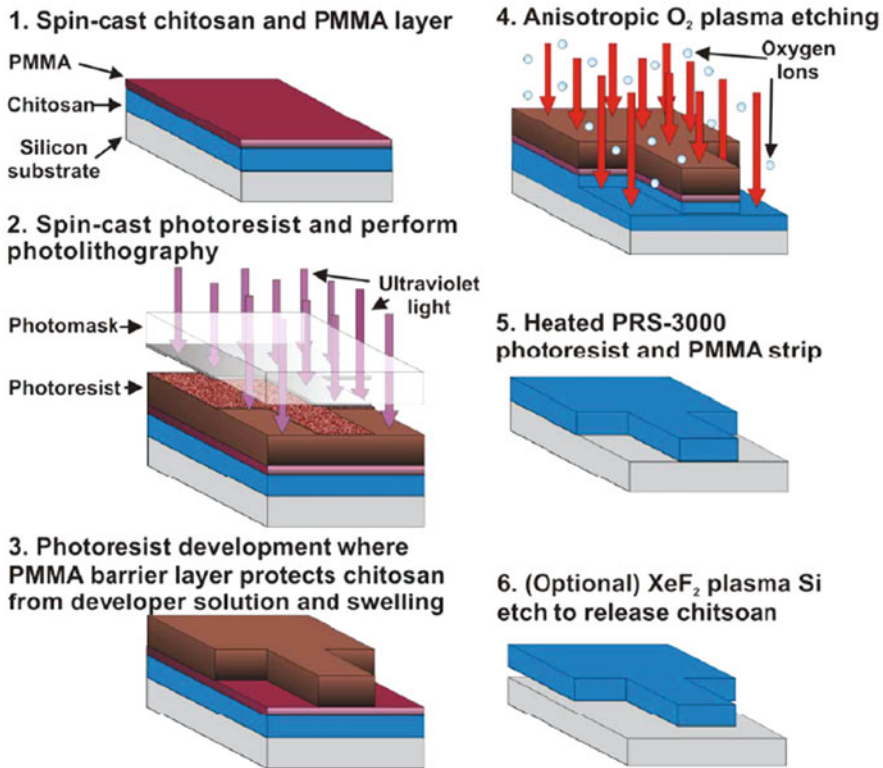 1. Spin-cast chitosan and PMMA layer
PMMA
Chitosan
Silicon
substrate
2. Spin-cast photoresist and perform
photolithography
Ultraviolet
light
Photomask
Photoresist
3. Photoresist development where
PMMA barrier layer protects chitosan
from developer solution and swelling
4. Anisotropic O₂ plasma etching
Oxygen
Ions
5. Heated PRS-3000
photoresist and PMMA strip
6. (Optional) XeF₂ plasma Si
etch to release chitsoan